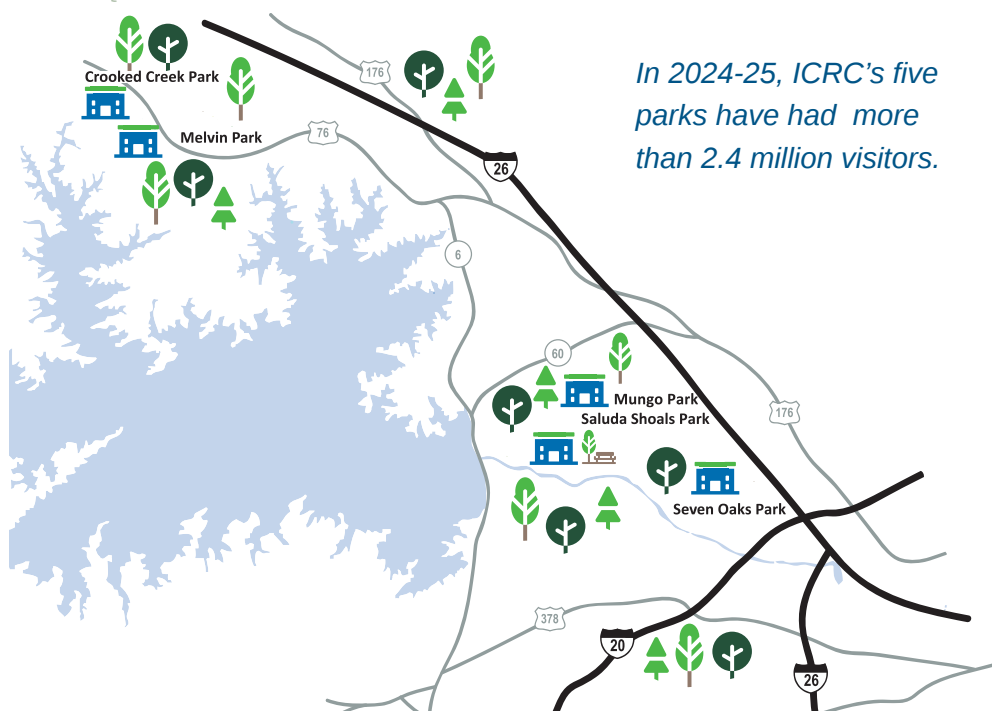 In 2024-25, ICRC's five
parks have had  more
than 2.4 million visitors.
176
Crooked Creek Park
76
Melvin Park
26
6
60
Mungo Park
Saluda Shoals Park
176
Seven Oaks Park
378
20
26